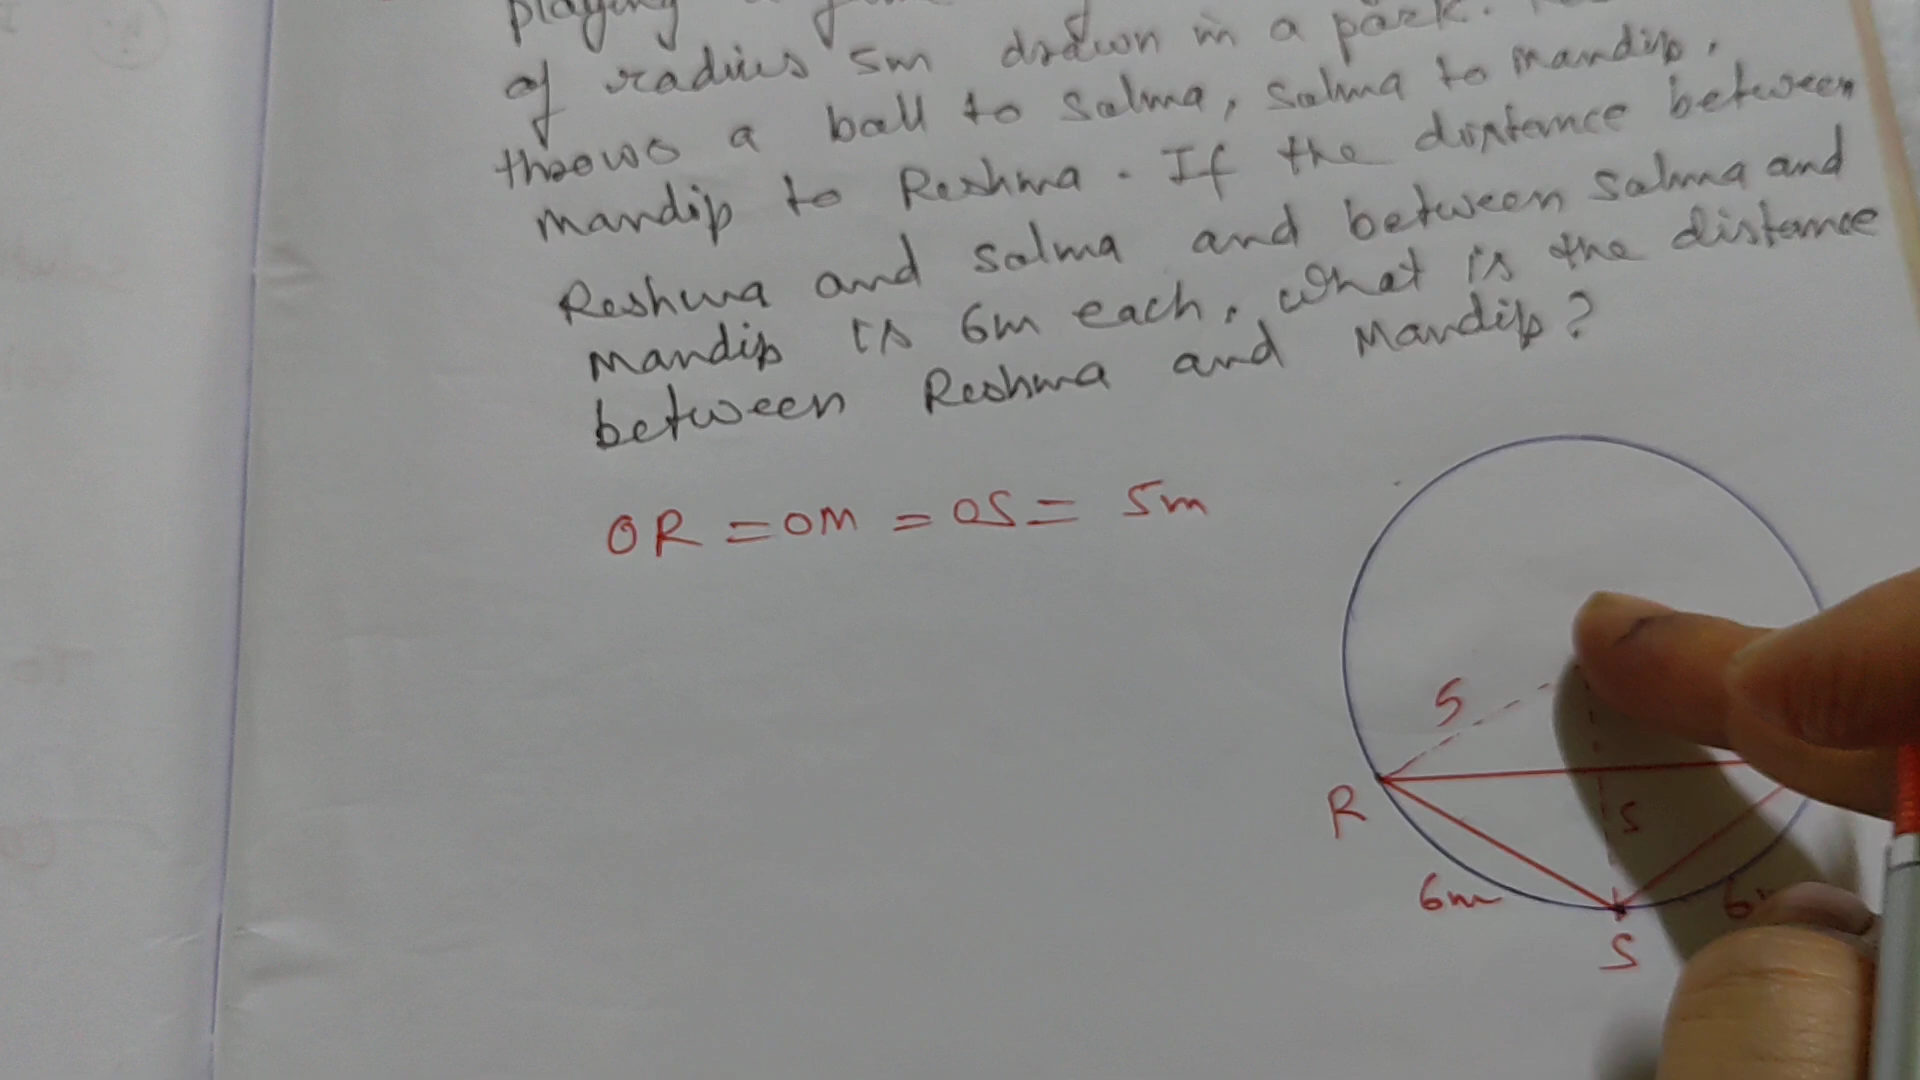 playing
of radius 5m drawn in a park.
throws a ball to Salma, Salma to mandip,
mandip to Reshma. If the distance between
Reshma and Salma and between Salma and
Mandip is 6m each, what is the distance
between Reshma and Mandip?
OR = OM = OS = 5m
5
R
5
6m
S